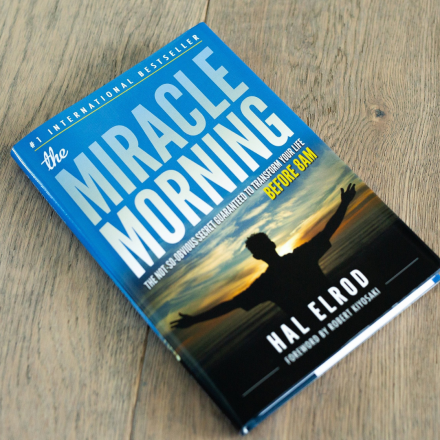 #1 INTERNATIONAL BESTSELLER
the
MIRACLE
MORNING
THE NOT-SO-OBVIOUS SECRET GUARANTEED TO TRANSFORM YOUR LIFE
BEFORE 8AM
HAL ELROD
FOREWORD BY ROBERT KIYOSAKI